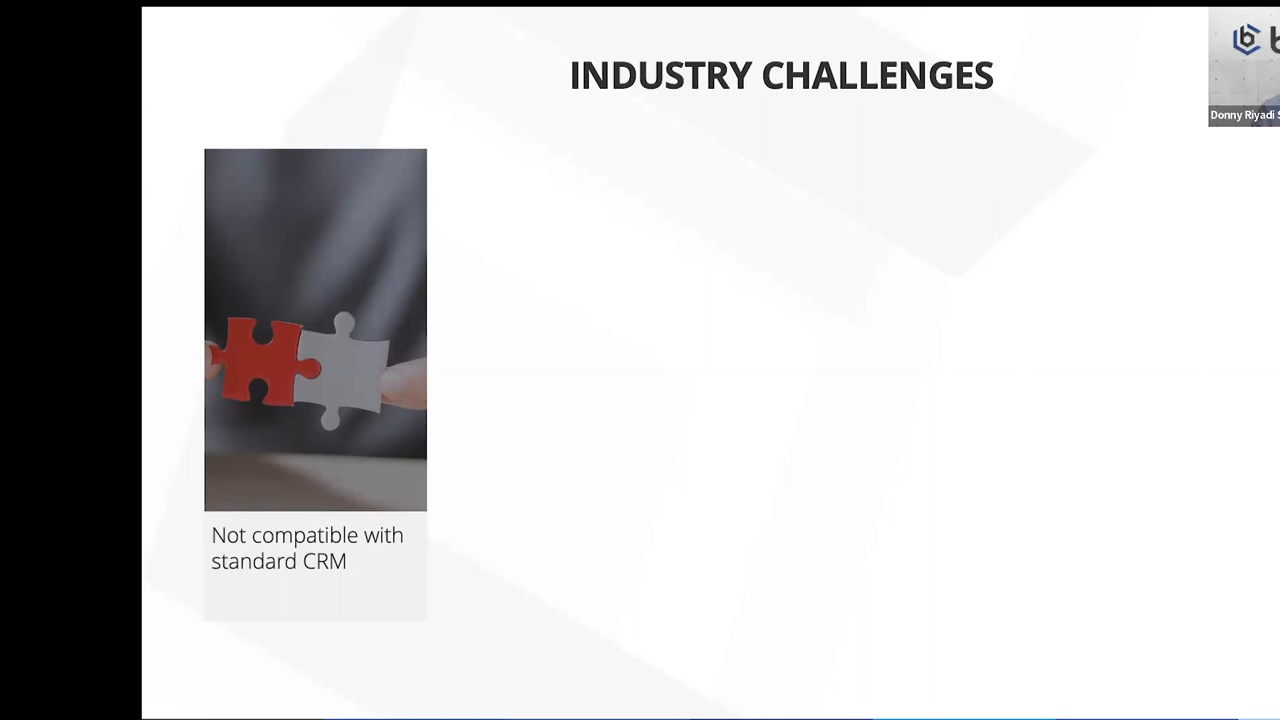 INDUSTRY CHALLENGES
Donny Riyadi
Not compatible with
standard CRM